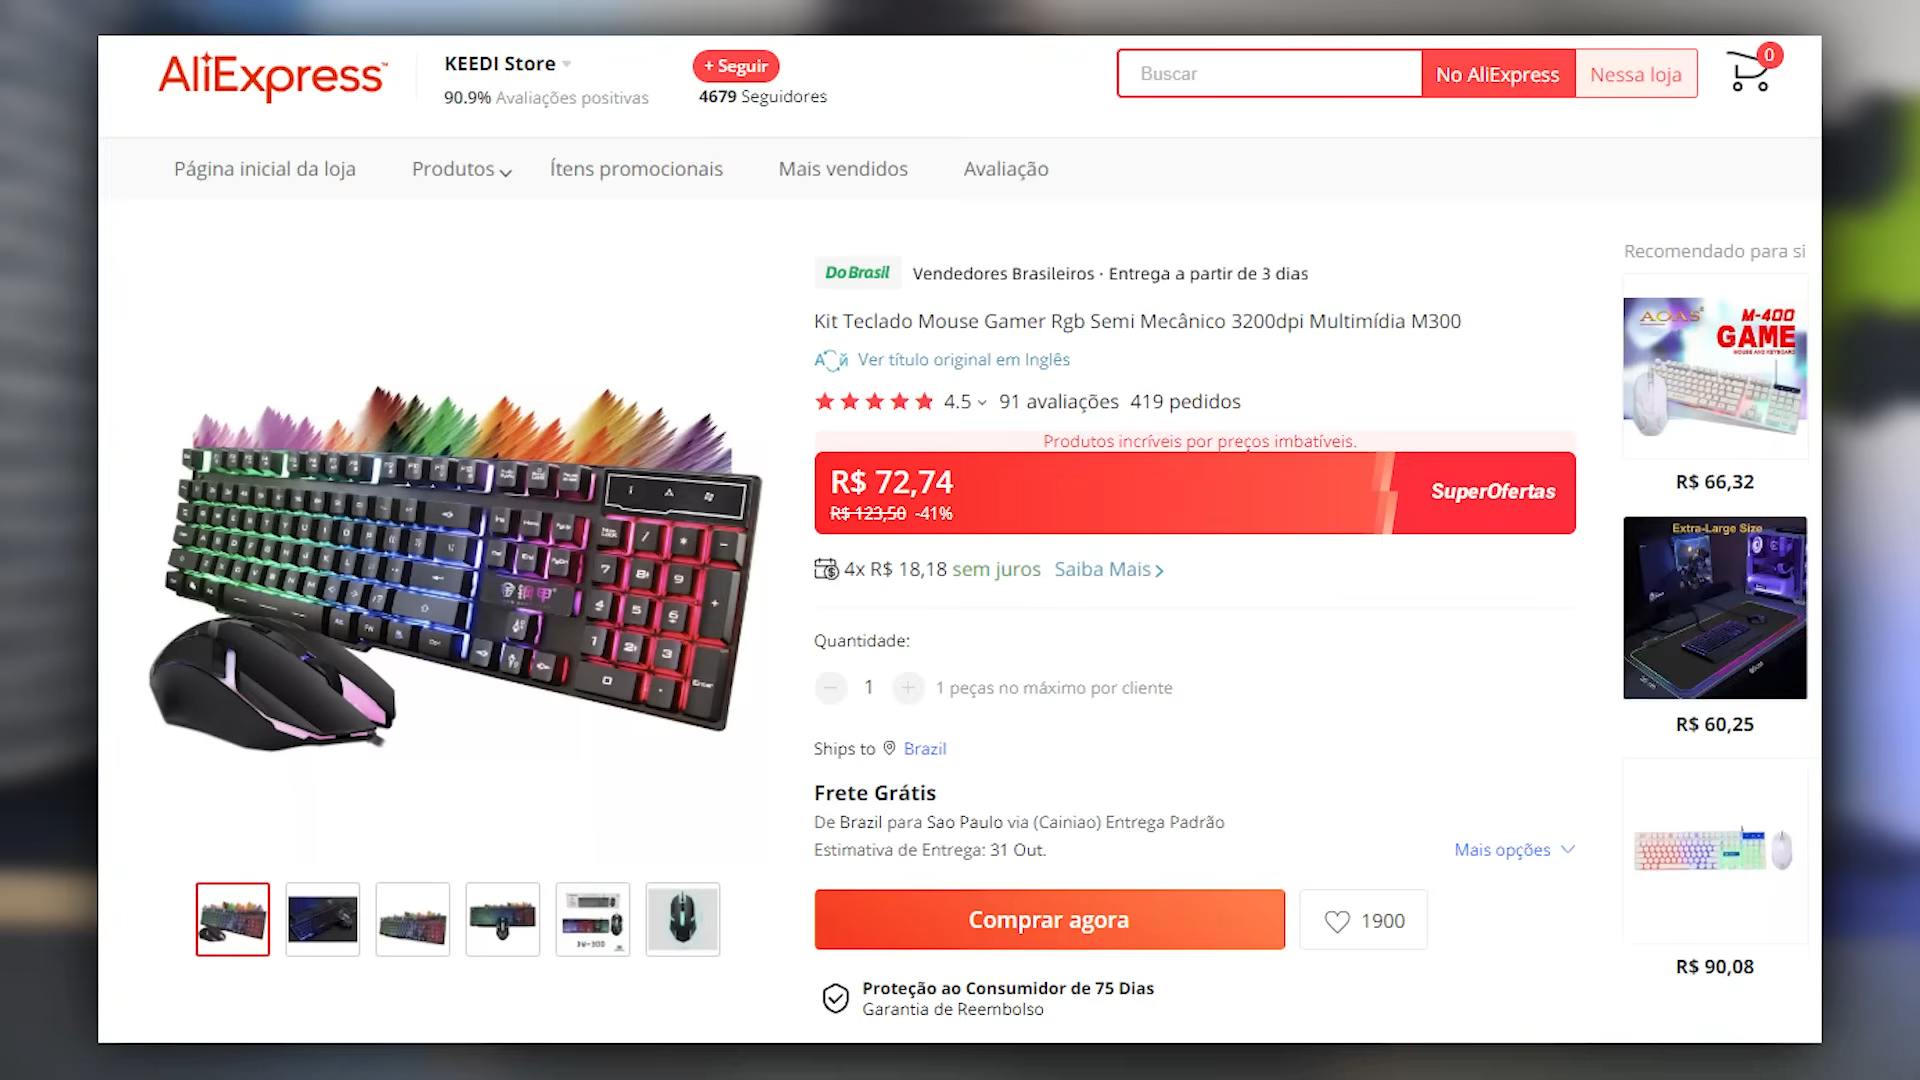 AliExpress™
KEEDI Store
90.9% Avaliações positivas
+ Seguir
4679 Seguidores
Buscar
No AliExpress
Nessa loja
0
Página inicial da loja
Produtos
Ítens promocionais
Mais vendidos
Avaliação
Do Brasil
Vendedores Brasileiros · Entrega a partir de 3 dias
Kit Teclado Mouse Gamer Rgb Semi Mecânico 3200dpi Multimídia M300
Ver título original em Inglês
4.5
91 avaliações
419 pedidos
Produtos incríveis por preços imbatíveis.
R$ 72,74
R$ 123,50 -41%
SuperOfertas
4x R$ 18,18 sem juros
Saiba Mais
Quantidade:
1
1 peças no máximo por cliente
Ships to
Brazil
Frete Grátis
De Brazil para Sao Paulo via (Cainiao) Entrega Padrão
Estimativa de Entrega: 31 Out.
Mais opções
Comprar agora
1900
Proteção ao Consumidor de 75 Dias
Garantia de Reembolso
Recomendado para si
AOAS
M-400
GAME
MOUSE AND KEYBOARD
R$ 66,32
Extra-Large Size
R$ 60,25
R$ 90,08